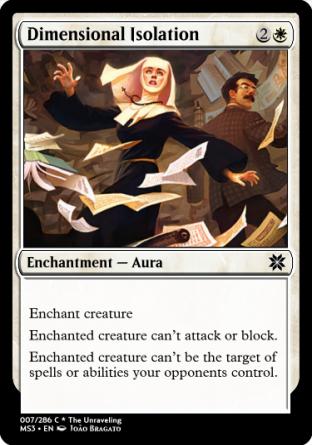 Dimensional Isolation 2
Enchantment — Aura
Enchant creature
Enchanted creature can't attack or block.
Enchanted creature can't be the target of
spells or abilities your opponents control.
007/286 C * The Unraveling
MS3 • EN João Bragato